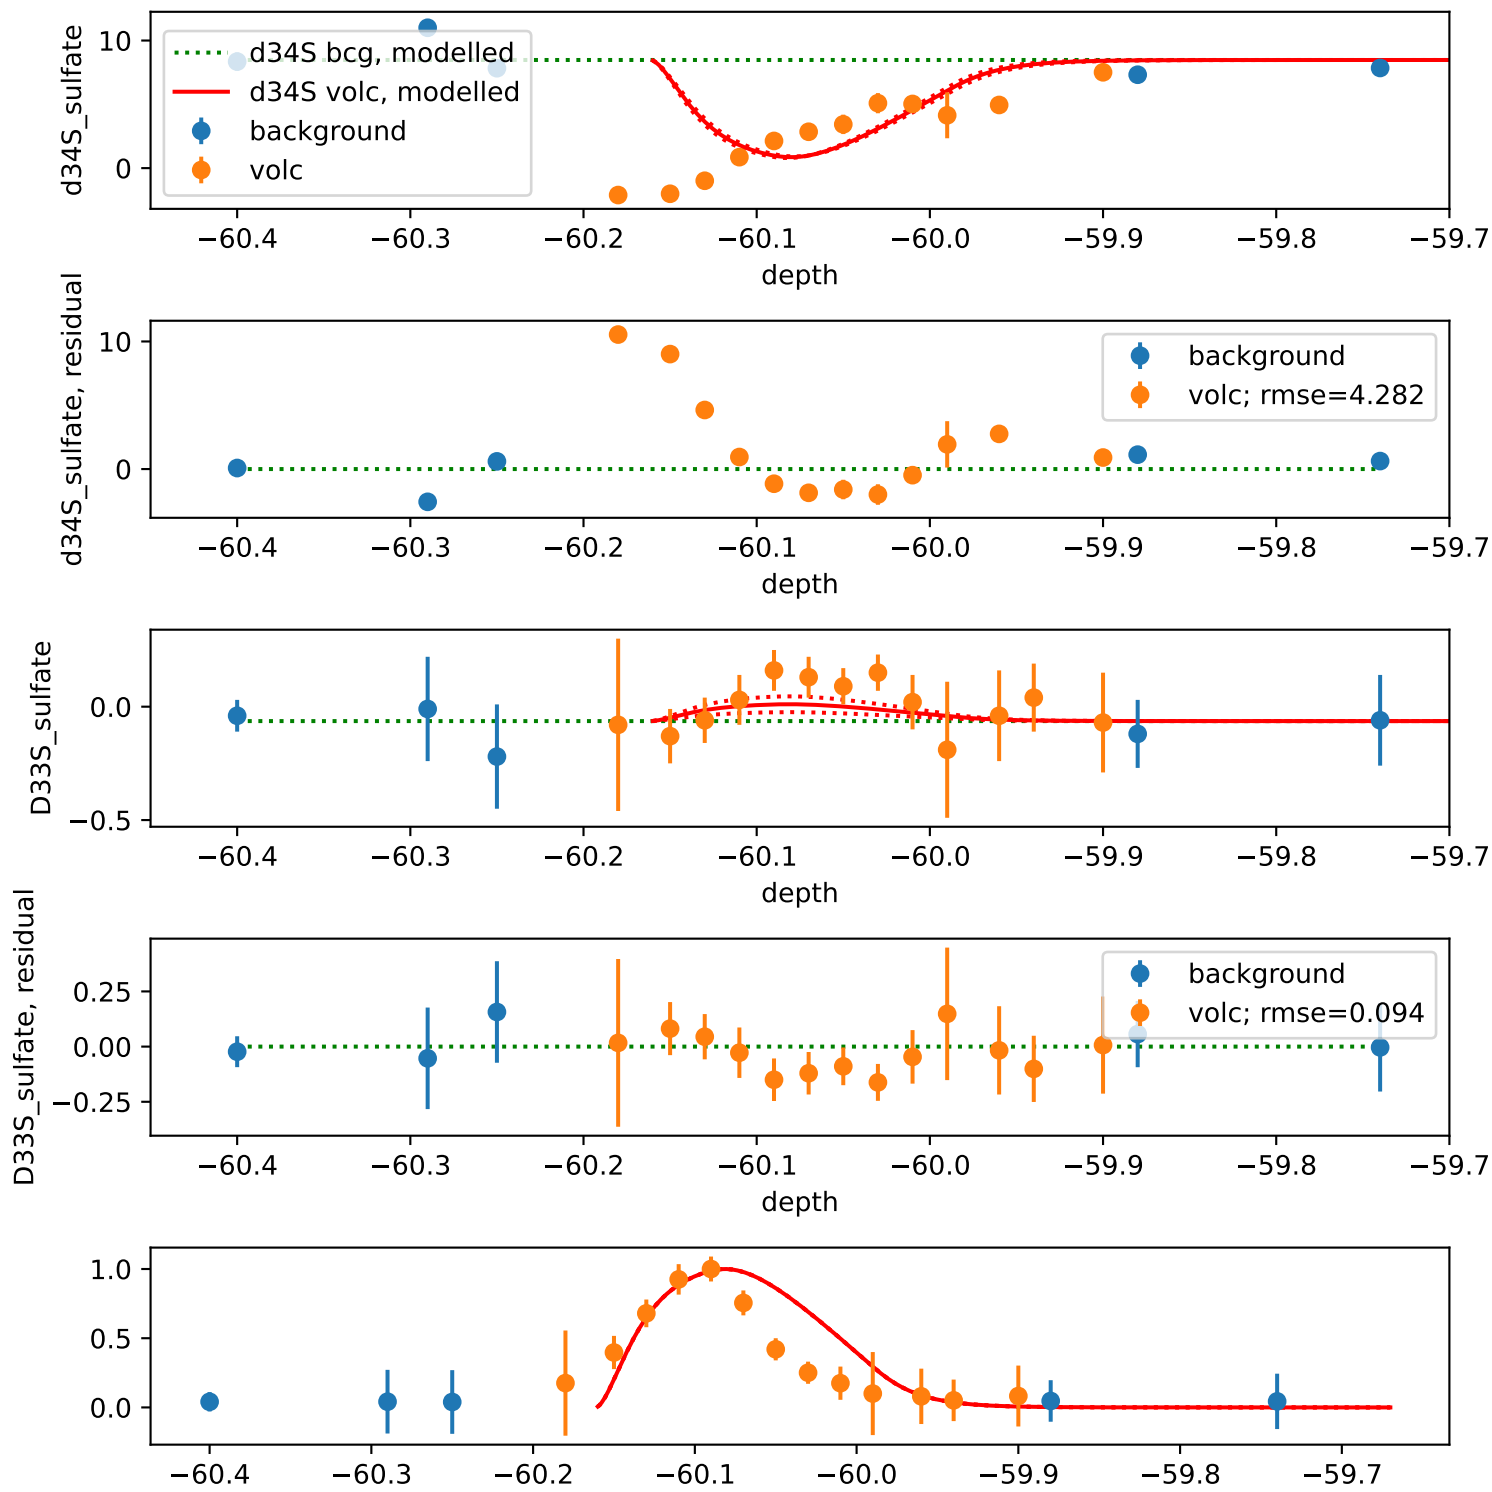 d34S_sulfate
10
0
d34S bcg, modelled
d34S volc, modelled
background
volc
−60.4 −60.3 −60.2 −60.1 −60.0 −59.9 −59.8 −59.7
depth
d34S_sulfate, residual
10
0
background
volc; rmse=4.282
−60.4 −60.3 −60.2 −60.1 −60.0 −59.9 −59.8 −59.7
depth
D33S_sulfate
0.0
−0.5
−60.4 −60.3 −60.2 −60.1 −60.0 −59.9 −59.8 −59.7
depth
D33S_sulfate, residual
0.25
0.00
−0.25
background
volc; rmse=0.094
−60.4 −60.3 −60.2 −60.1 −60.0 −59.9 −59.8 −59.7
depth
1.0
0.5
0.0
−60.4 −60.3 −60.2 −60.1 −60.0 −59.9 −59.8 −59.7